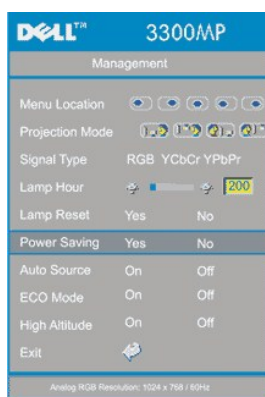 DELL™ 3300MP
Management
Menu Location
Projection Mode
Signal Type RGB YCbCr YPbPr
Lamp Hour 200
Lamp Reset Yes No
Power Saving Yes No
Auto Source On Off
ECO Mode On Off
High Altitude On Off
Exit
Analog RGB Resolution: 1024 x 768 / 60Hz